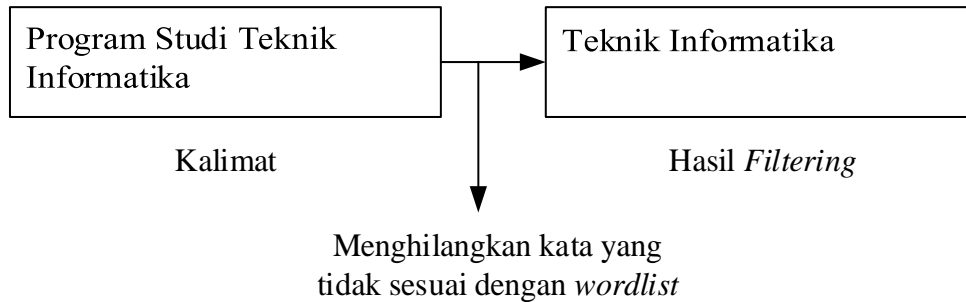 Program Studi Teknik
Informatika
Teknik Informatika
Kalimat
Hasil Filtering
Menghilangkan kata yang
tidak sesuai dengan wordlist